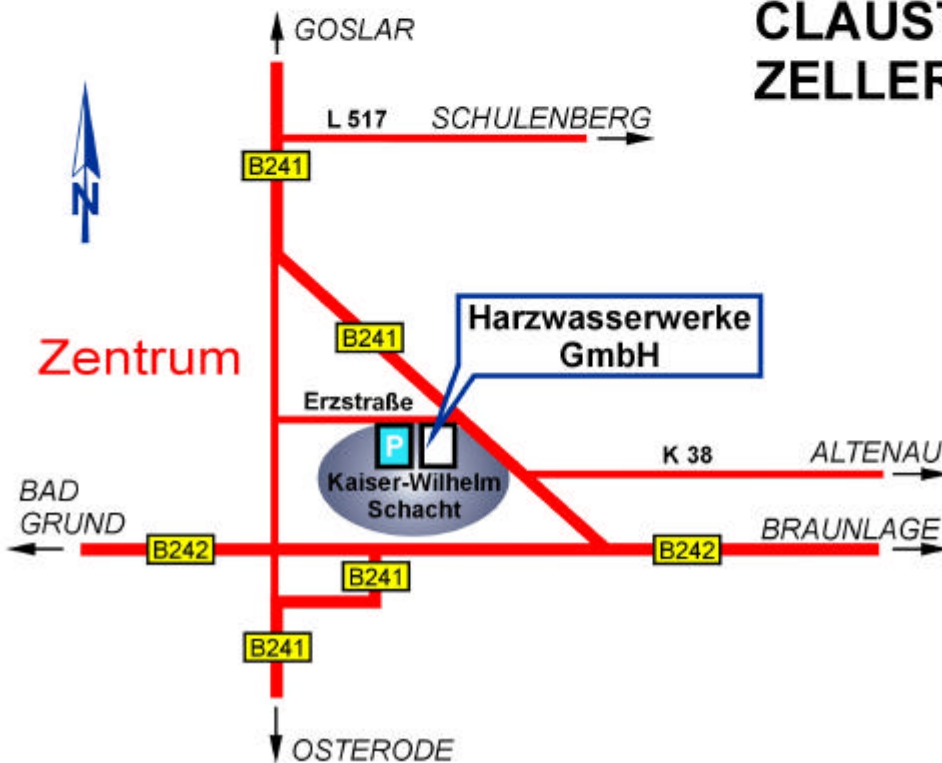 GOSLAR
CLAUST
ZELLER
L 517
SCHULENBERG
B241
N
Harzwasserwerke
GmbH
B241
Zentrum
Erzstraße
P
K 38
ALTENAU
Kaiser-Wilhelm
Schacht
BAD
GRUND
BRAUNLAGE
B242
B242
B241
B241
OSTERODE